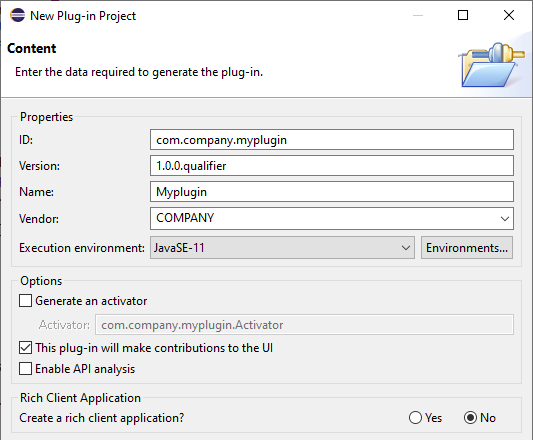 New Plug-in Project
Content
Enter the data required to generate the plug-in.
Properties
ID: com.company.myplugin
Version: 1.0.0.qualifier
Name: Myplugin
Vendor: COMPANY
Execution environment: JavaSE-11 Environments...
Options
Generate an activator
Activator: com.company.myplugin.Activator
This plug-in will make contributions to the UI
Enable API analysis
Rich Client Application
Create a rich client application? Yes No